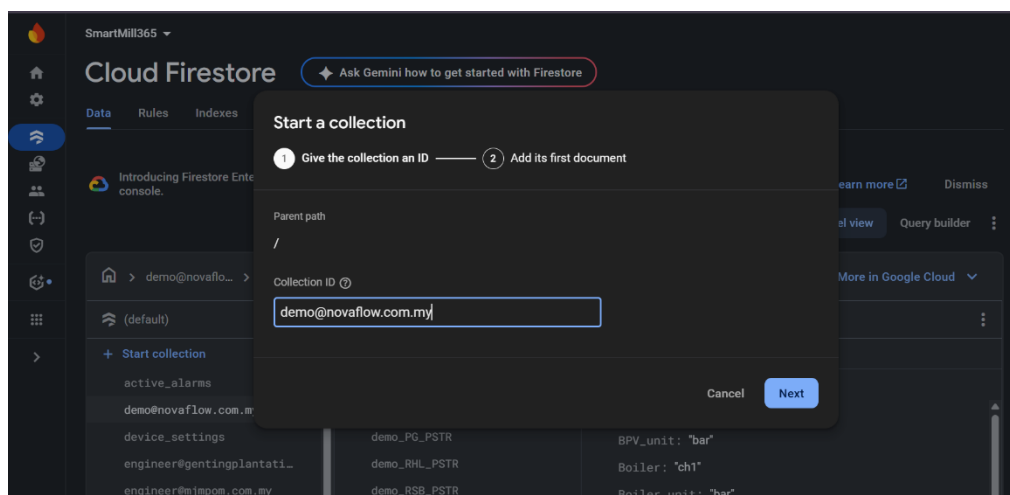 SmartMill365
Cloud Firestore
Ask Gemini how to get started with Firestore
Data Rules Indexes
Start a collection
1 Give the collection an ID 2 Add its first document
Introducing Firestore Ente
console.
earn more Dismiss
Parent path
/
el view Query builder
demo@novaflo...
Collection ID
More in Google Cloud
demo@novaflow.com.my
(default)
+ Start collection
active_alarms
Cancel Next
demo@novaflow.com.m
device_settings demo_PG_PSTR BPV_unit: "bar"
engineer@gentingplantati... demo_RHL_PSTR Boiler: "ch1"
engineer@mjmpom.com.my demo_RSB_PSTR Boiler_unit: "bar"